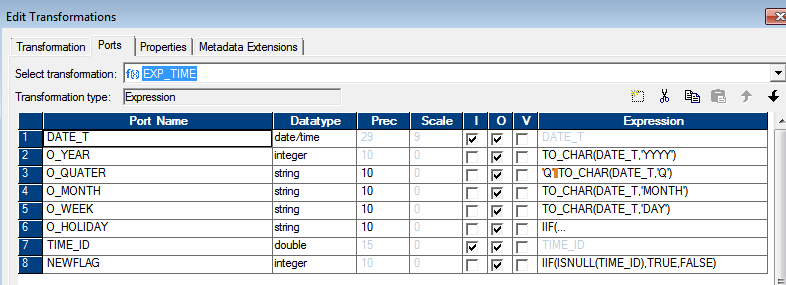 Edit Transformations
Transformation Ports Properties Metadata Extensions
Select transformation: f(x) EXP_TIME
Transformation type: Expression
Port Name Datatype Prec Scale I O V Expression
1 DATE_T date/time 29 9 DATE_T
2 O_YEAR integer 10 0 TO_CHAR(DATE_T,'YYYY')
3 O_QUATER string 10 0 'Q'||TO_CHAR(DATE_T,'Q')
4 O_MONTH string 10 0 TO_CHAR(DATE_T,'MONTH')
5 O_WEEK string 10 0 TO_CHAR(DATE_T,'DAY')
6 O_HOLIDAY string 10 0 IIF(...
7 TIME_ID double 15 0 TIME_ID
8 NEWFLAG integer 10 0 IIF(ISNULL(TIME_ID),TRUE,FALSE)